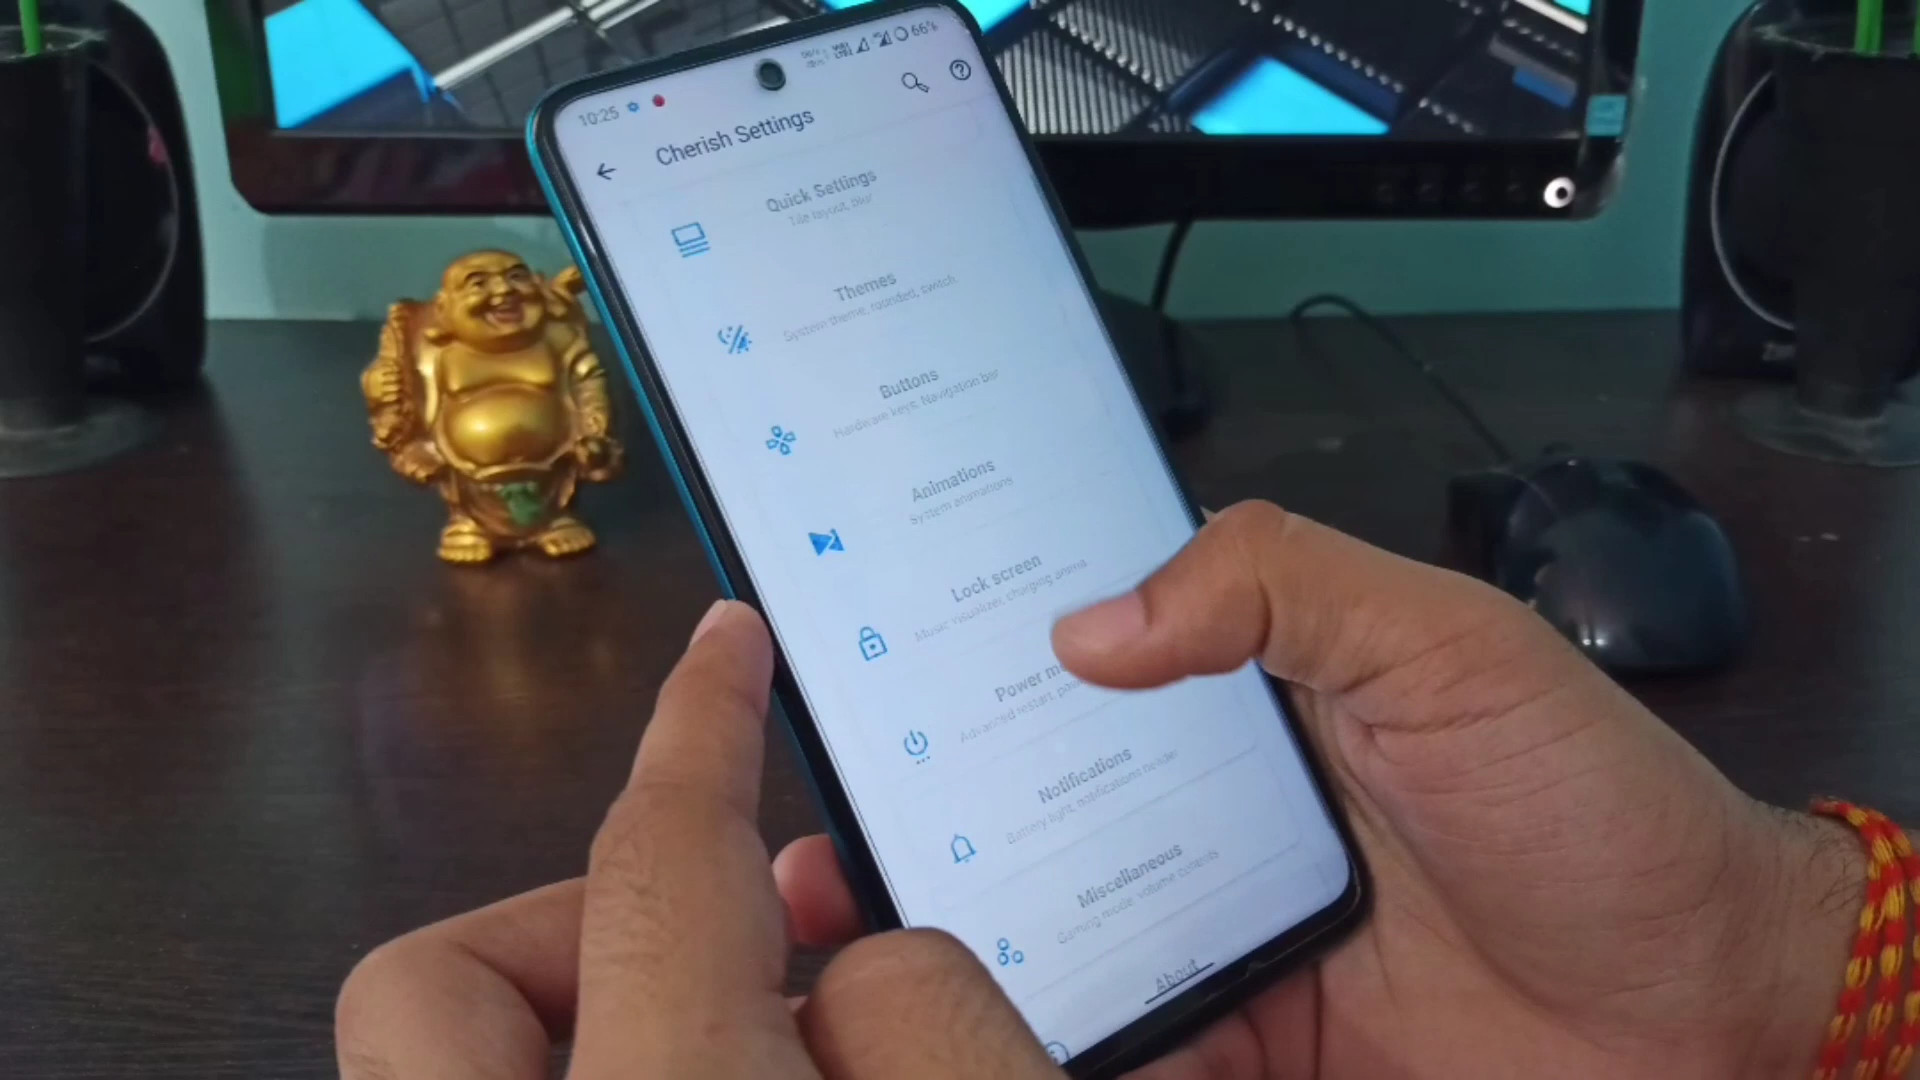 10:25
66%
Cherish Settings
Quick Settings
Tile layout, blur
Themes
System theme, rounded, switch
Buttons
Hardware keys, Navigation bar
Animations
System animations
Lock screen
Music visualizer, charging anima
Power m
Advanced restart, po
Notifications
Battery light, notifications header
Miscellaneous
Gaming mode, volume
About